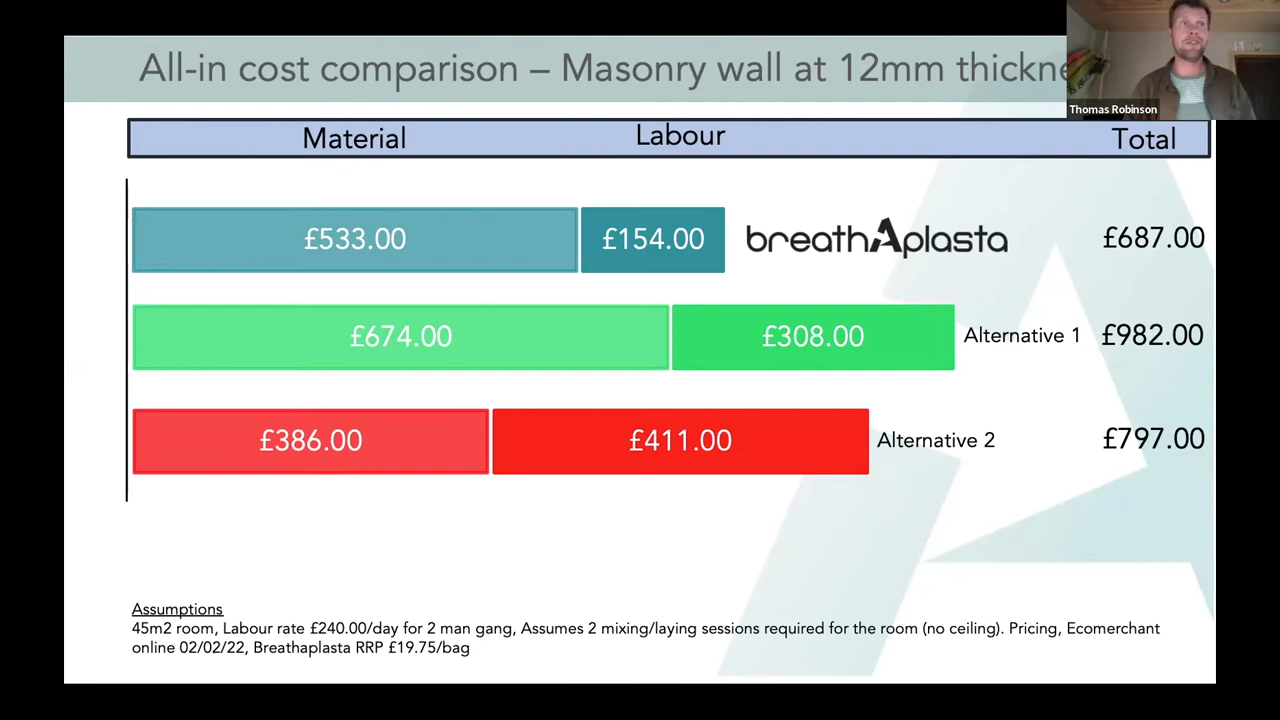 All-in cost comparison – Masonry wall at 12mm thickne
Thomas Robinson
Material Labour Total
£533.00 £154.00 breathAplasta £687.00
£674.00 £308.00 Alternative 1 £982.00
£386.00 £411.00 Alternative 2 £797.00
Assumptions
45m2 room, Labour rate £240.00/day for 2 man gang, Assumes 2 mixing/laying sessions required for the room (no ceiling). Pricing, Ecomerchant
online 02/02/22, Breathaplasta RRP £19.75/bag